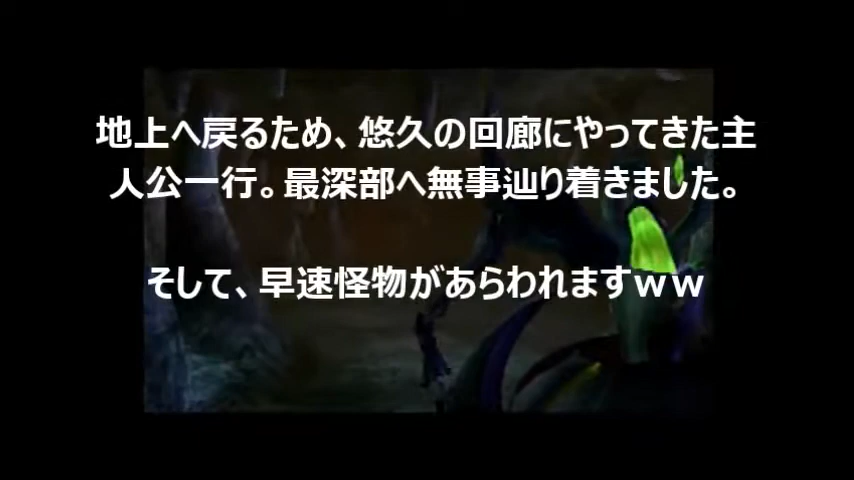 地上へ戻るため、悠久の回廊にやってきた主
人公一行。最深部へ無事辿り着きました。
そして、早速怪物があらわれますｗｗ